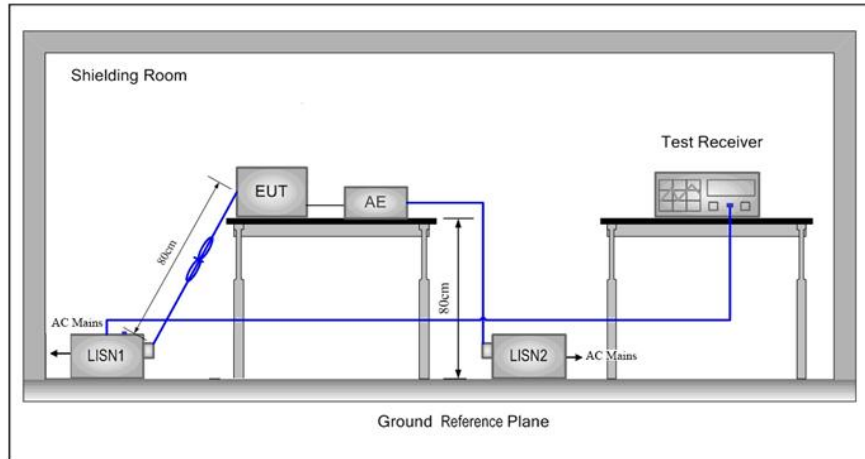 Shielding Room
Test Receiver
EUT
AE
80cm
80cm
AC Mains
LISN1
LISN2
AC Mains
Ground Reference Plane